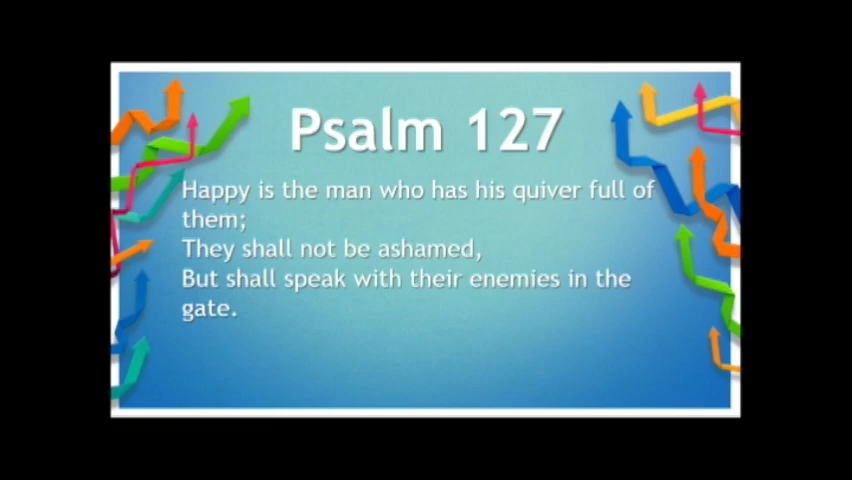 Psalm 127
Happy is the man who has his quiver full of
them;
They shall not be ashamed,
But shall speak with their enemies in the
gate.